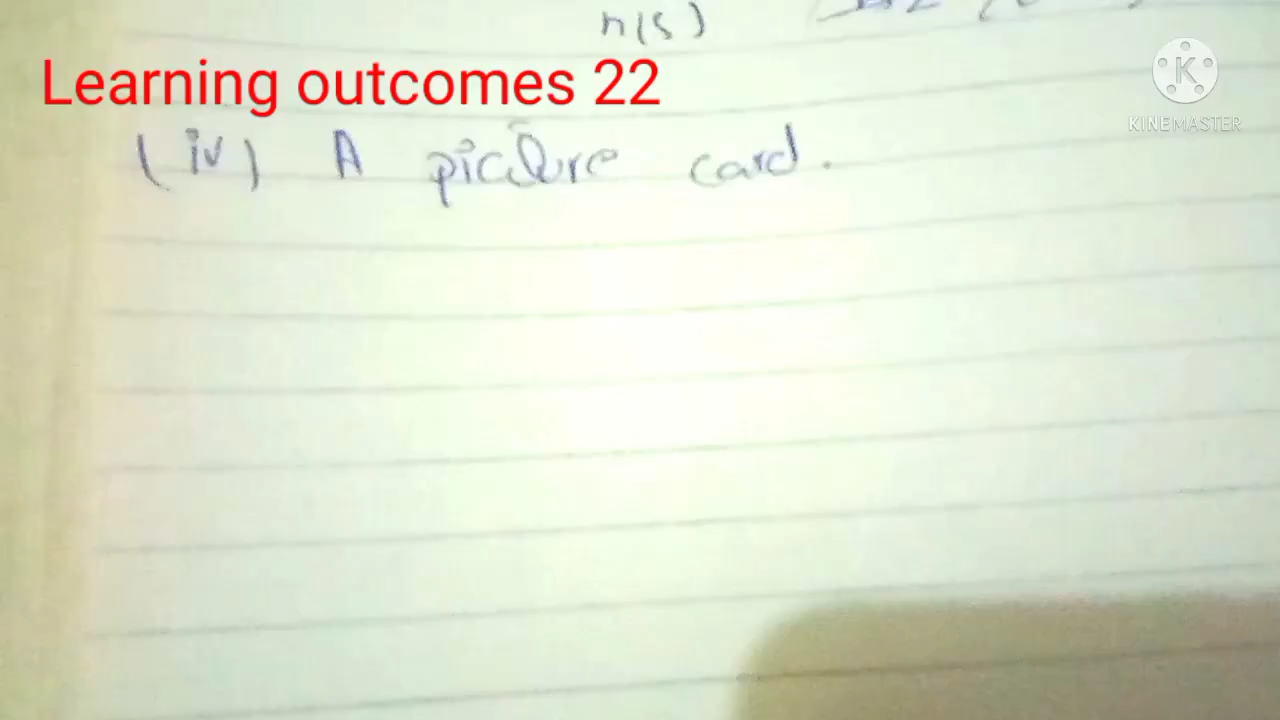 n(s)
Learning outcomes 22
K
KINEMASTER
(iv) A picture card.